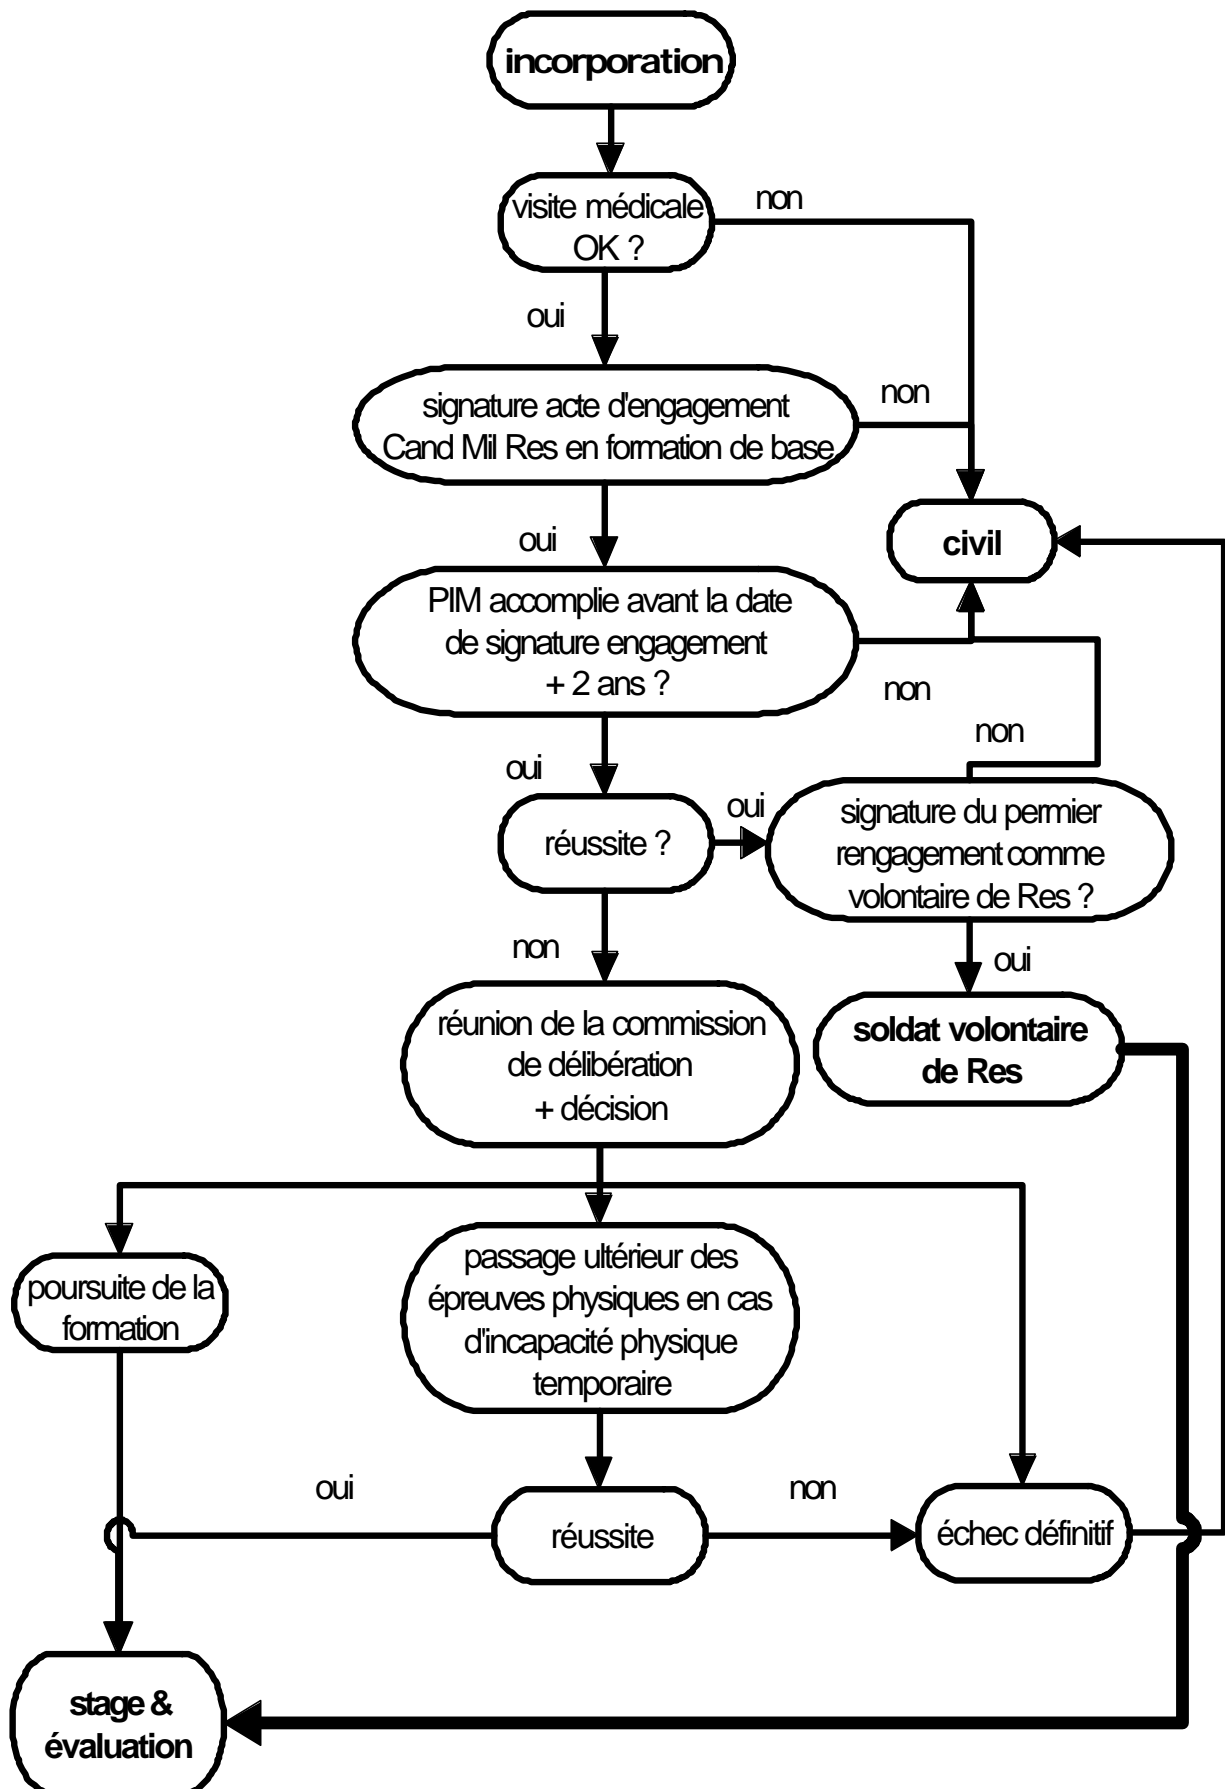 incorporation
visite médicale
OK ?
non
oui
signature acte d'engagement
Cand Mil Res en formation de base
non
oui
civil
PIM accomplie avant la date
de signature engagement
+ 2 ans ?
non
non
oui
réussite ?
oui
signature du permier
rengagement comme
volontaire de Res ?
non
oui
réunion de la commission
de délibération
+ décision
soldat volontaire
de Res
poursuite de la
formation
passage ultérieur des
épreuves physiques en cas
d'incapacité physique
temporaire
oui
réussite
non
échec définitif
stage &
évaluation